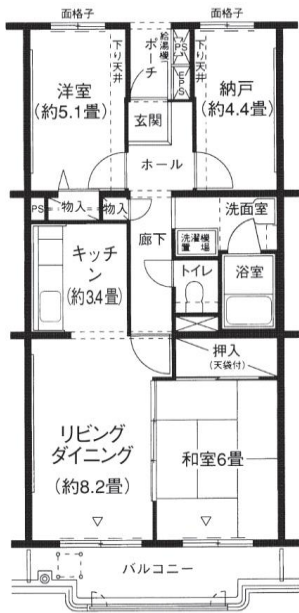 面格子
面格子
給湯機
PS
EPS
ポーチ
下り天井
下り天井
洋室
(約5.1畳)
納戸
(約4.4畳)
玄関
ホール
PS
物入
物入
洗面室
廊下
洗濯機
置場
キッチ
ン
(約3.4畳)
トイレ
浴室
押入
(天袋付)
リビング
ダイニング
(約8.2畳)
和室6畳
バルコニー